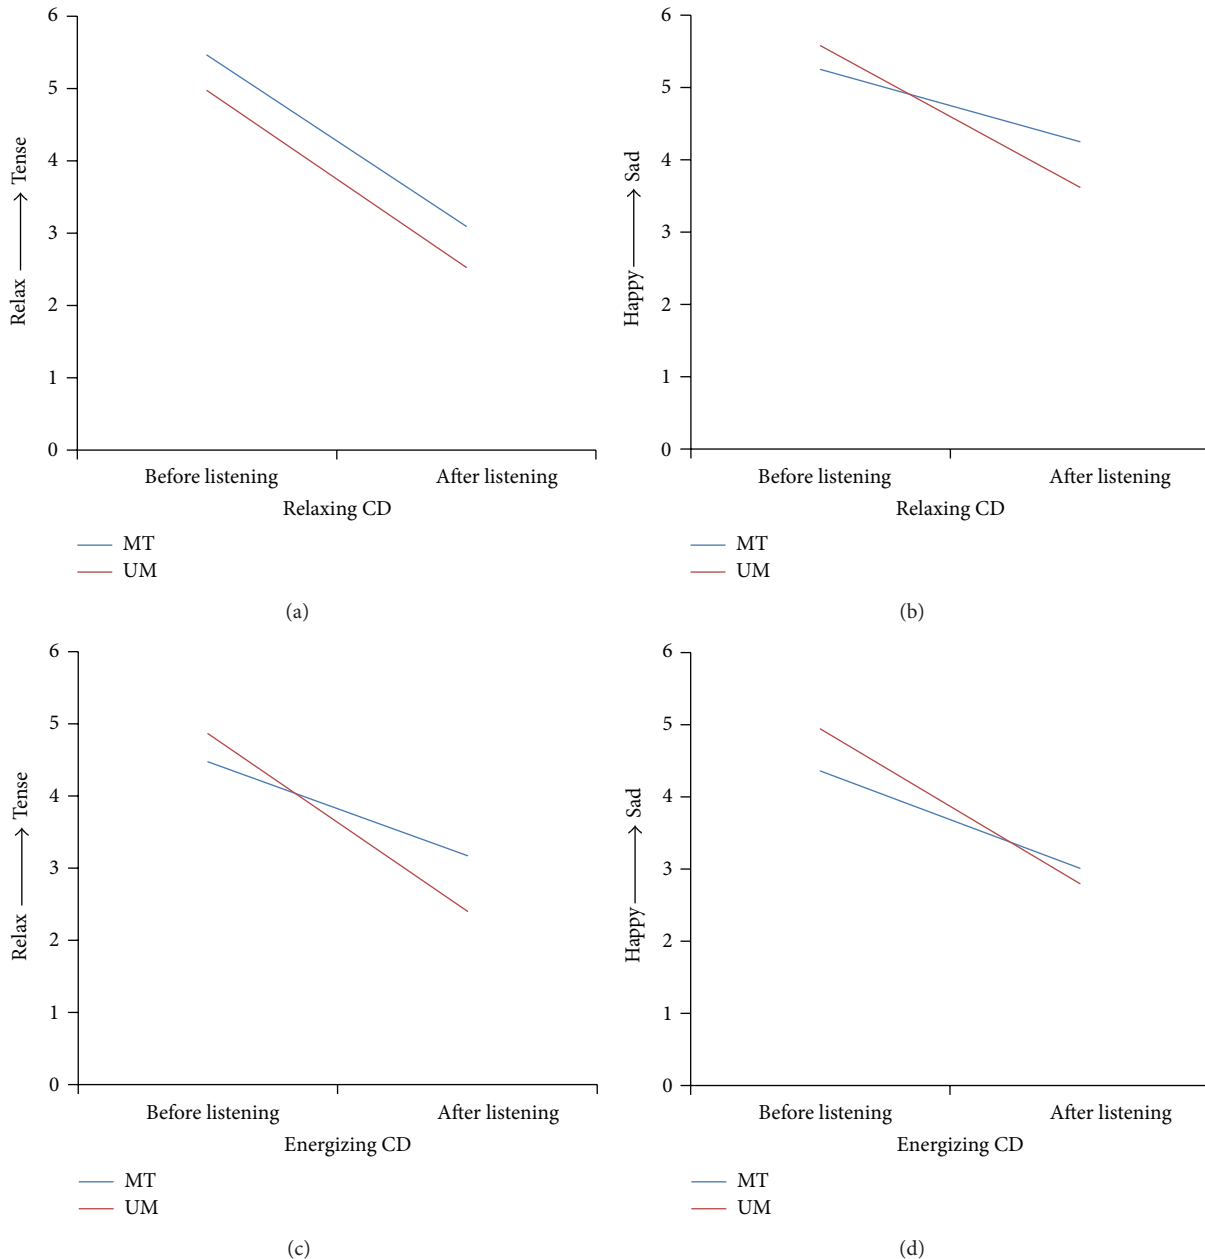 6
5
4
3
2
1
0
Relax ⟶ Tense
Before listening
After listening
Relaxing CD
MT
UM
(a)
6
5
4
3
2
1
0
Happy ⟶ Sad
Before listening
After listening
Relaxing CD
MT
UM
(b)
6
5
4
3
2
1
0
Relax ⟶ Tense
Before listening
After listening
Energizing CD
MT
UM
(c)
6
5
4
3
2
1
0
Happy ⟶ Sad
Before listening
After listening
Energizing CD
MT
UM
(d)